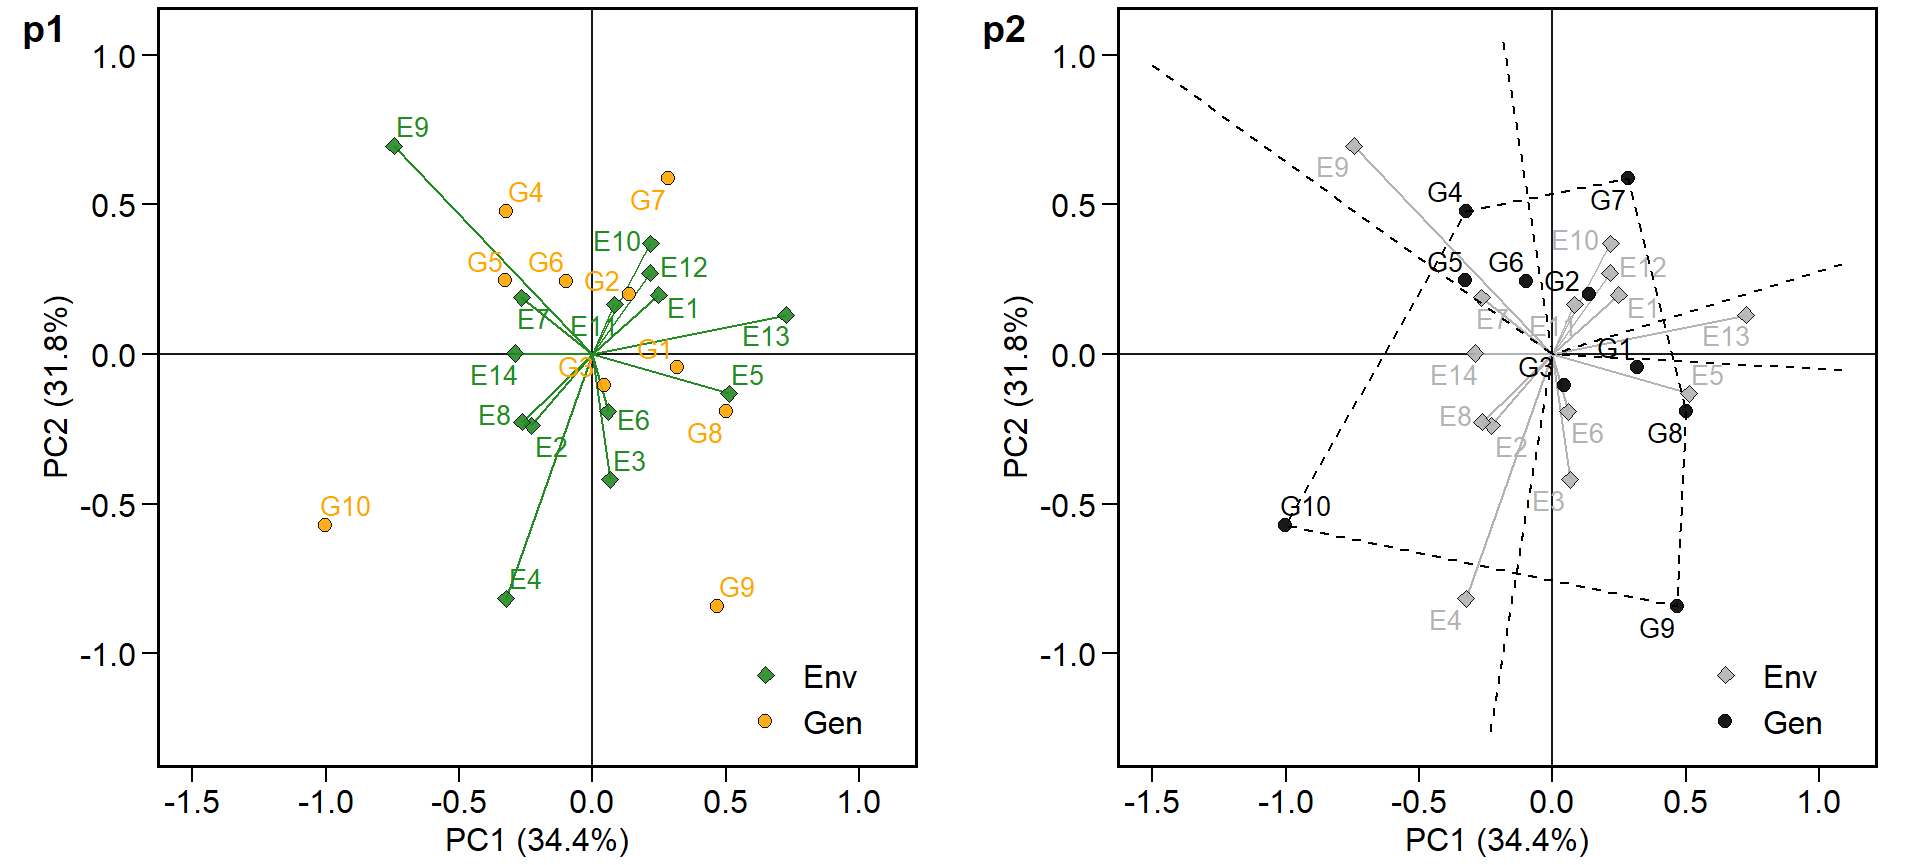 p1
1.0
0.5
0.0
-0.5
-1.0
PC2 (31.8%)
E9
G4
G7
E10
G5
G6
G2
E12
E7
E11
E1
E13
G1
G3
E14
E5
E8
E6
G8
E2
E3
G10
E4
G9
Env
Gen
-1.5
-1.0
-0.5
0.0
0.5
1.0
PC1 (34.4%)
p2
1.0
0.5
0.0
-0.5
-1.0
PC2 (31.8%)
E9
G4
G7
E10
G5
G6
G2
E12
E7
E11
E1
E13
G1
G3
E14
E5
E8
E6
G8
E2
E3
G10
E4
G9
Env
Gen
-1.5
-1.0
-0.5
0.0
0.5
1.0
PC1 (34.4%)